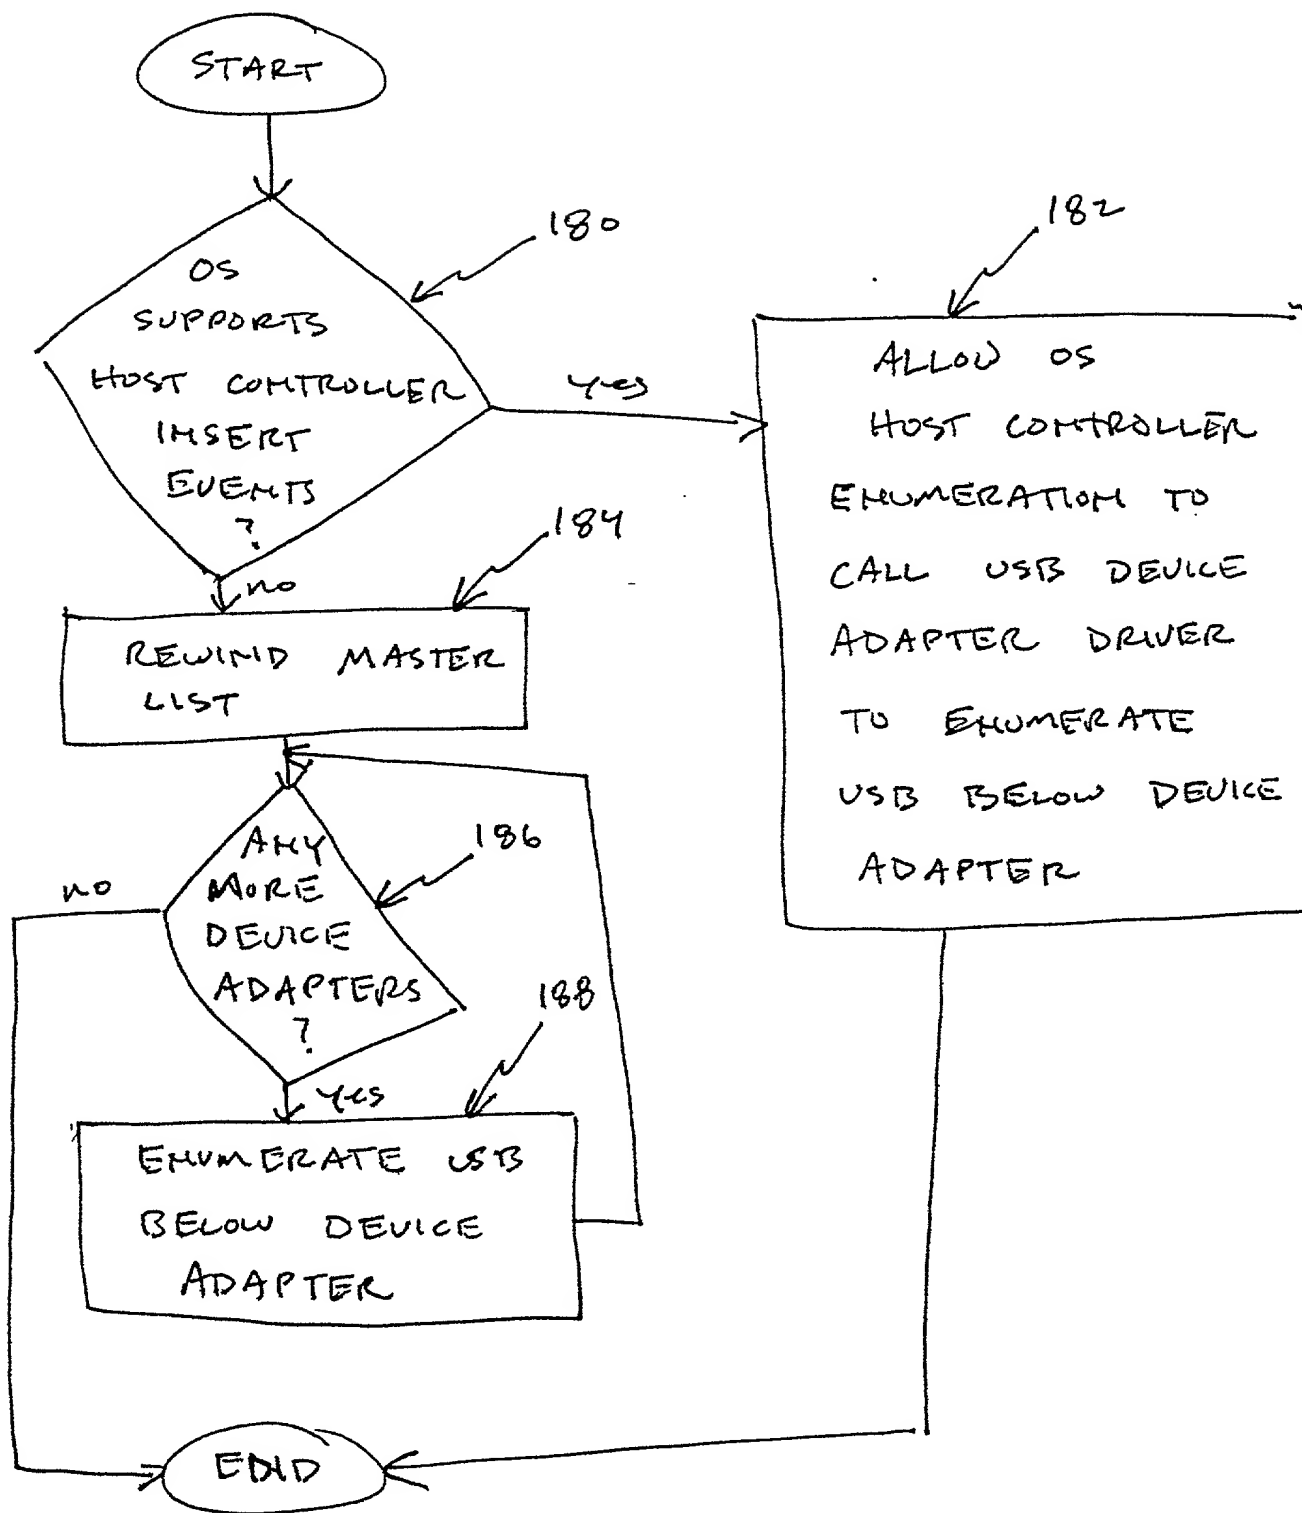 START
180
OS
SUPPORTS
HOST CONTROLLER
INSERT
EVENTS
?
yes
no
182
ALLOW OS
HOST CONTROLLER
ENUMERATION TO
CALL USB DEVICE
ADAPTER DRIVER
TO ENUMERATE
USB BELOW DEVICE
ADAPTER
184
REWIND MASTER
LIST
186
ANY
MORE
DEVICE
ADAPTERS
?
no
yes
188
ENUMERATE USB
BELOW DEVICE
ADAPTER
END